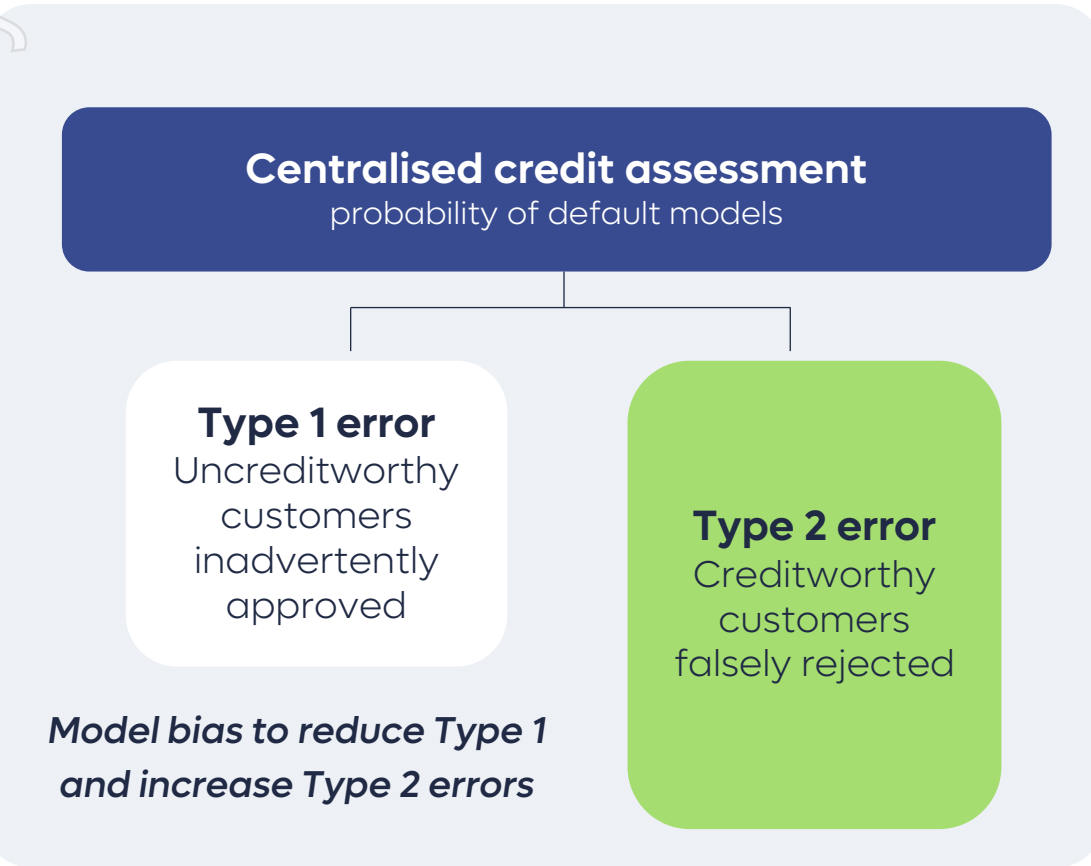 Centralised credit assessment
probability of default models
Type 1 error
Uncreditworthy
customers
inadvertently
approved
Type 2 error
Creditworthy
customers
falsely rejected
Model bias to reduce Type 1
and increase Type 2 errors